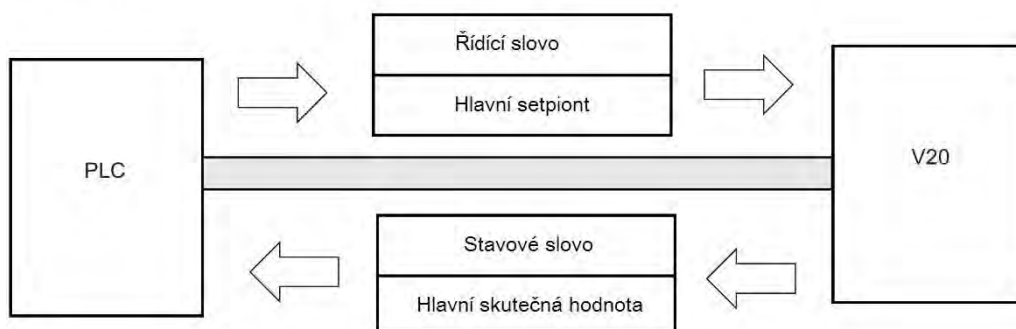 Řídící slovo
Hlavní setpiont
PLC
V20
Stavové slovo
Hlavní skutečná hodnota